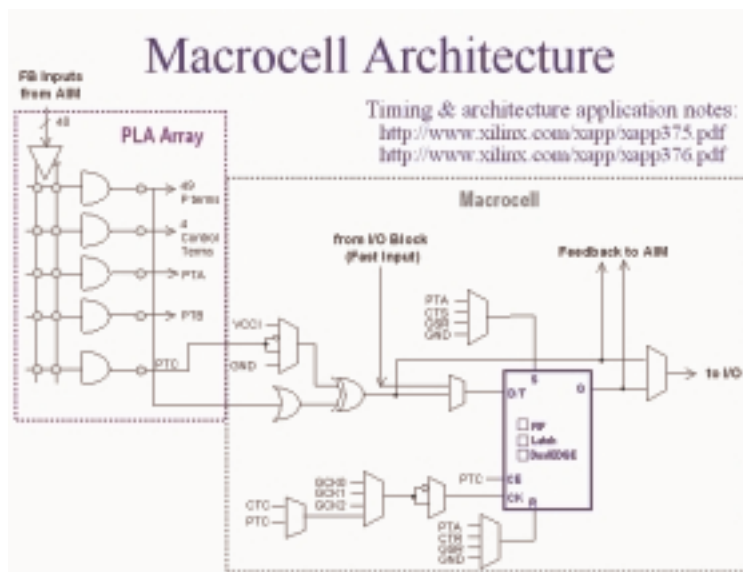 Macrocell Architecture
FB Inputs
from AIM
40
PLA Array
Timing & architecture application notes:
http://www.xilinx.com/xapp/xapp375.pdf
http://www.xilinx.com/xapp/xapp376.pdf
49
P terms
4
Control
Terms
PTA
PTB
PTC
Macrocell
from I/O Block
(Fast Input)
Feedback to AIM
PTA
CTS
GSR
GND
VCC
GND
to I/O
S
D/T
Q
FIF
Latch
DualEDGE
PTC
CE
CK
R
GCK0
GCK1
GCK2
CTC
PTC
PTA
CTR
GSR
GND